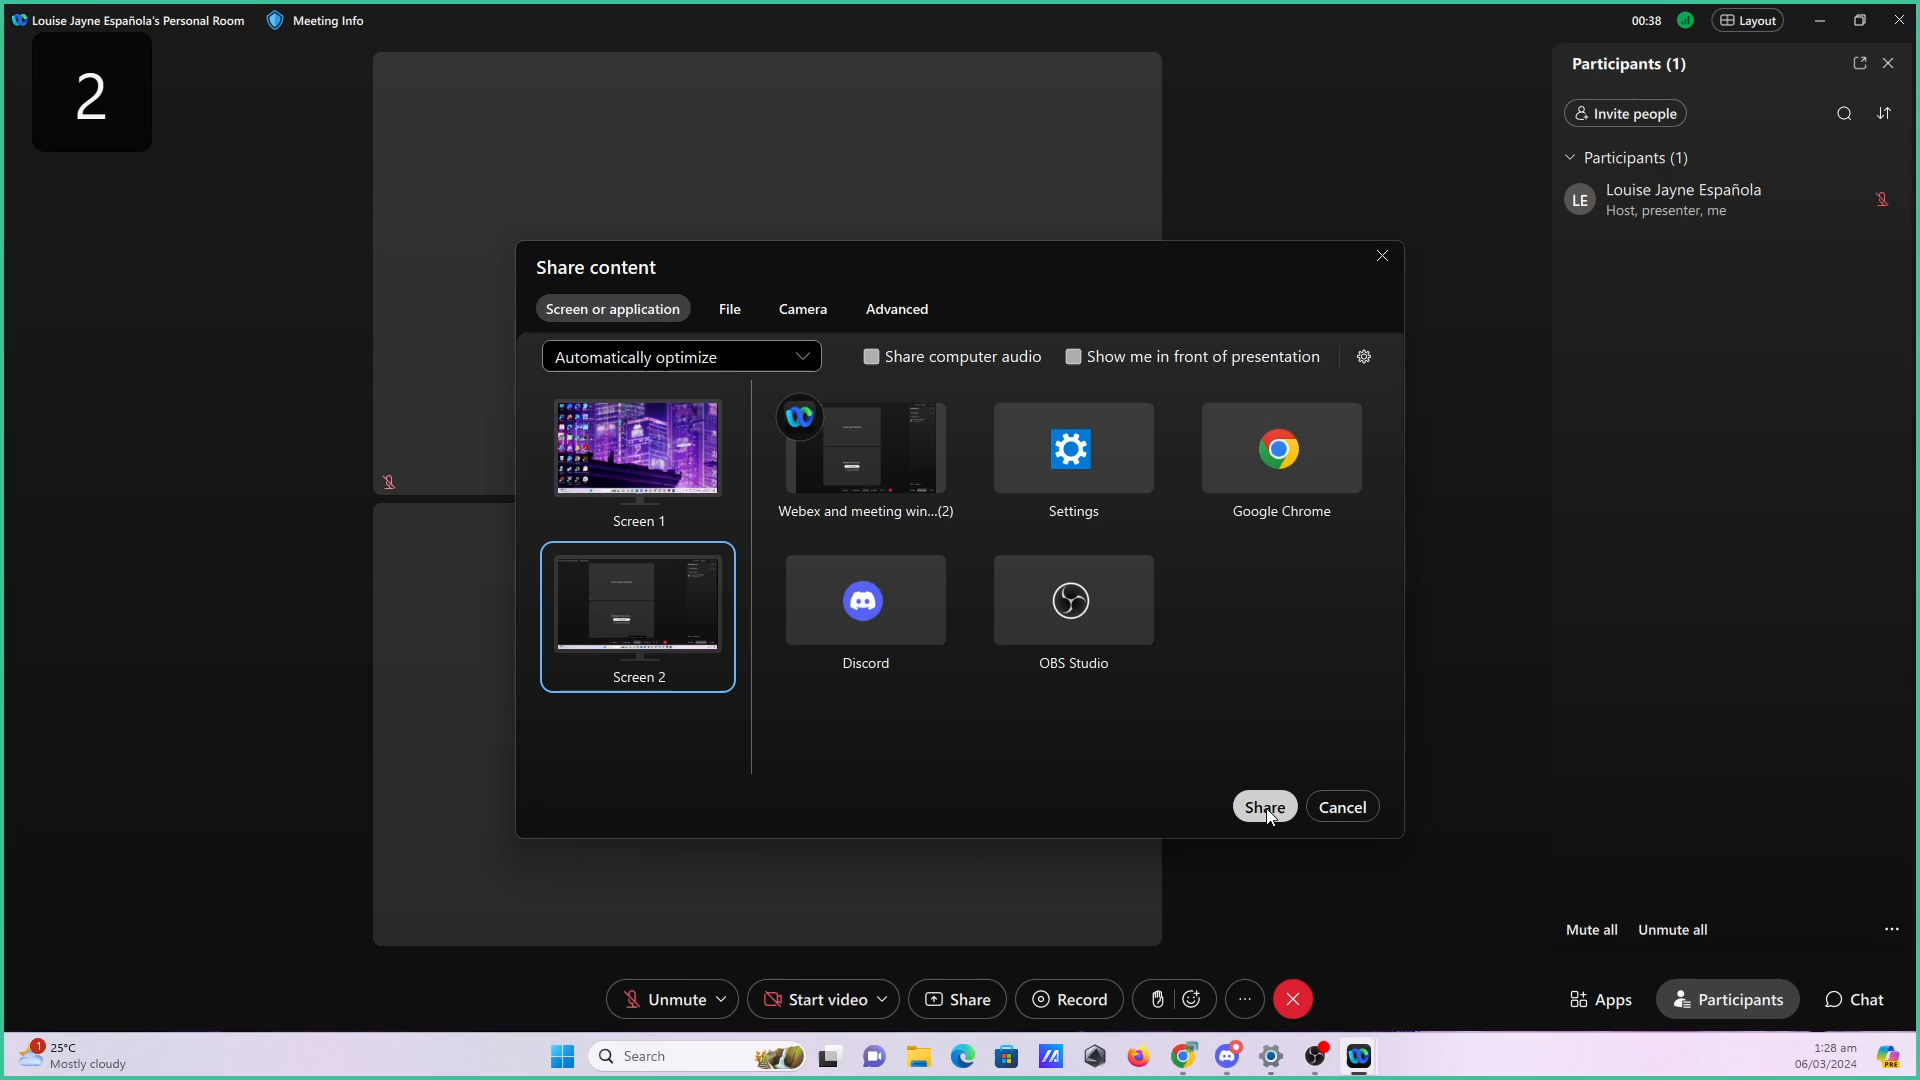 Louise Jayne Española's Personal Room
Meeting Info
00:38
Layout
2
Participants (1)
Invite people
Participants (1)
LE
Louise Jayne Española
Host, presenter, me
Share content
Screen or application
File
Camera
Advanced
Automatically optimize
Share computer audio
Show me in front of presentation
Screen 1
Webex and meeting win...(2)
Settings
Google Chrome
Screen 2
Discord
OBS Studio
Share
Cancel
Mute all
Unmute all
Unmute
Start video
Share
Record
Apps
Participants
Chat
1
25°C
Mostly cloudy
Search
1:28 am
06/03/2024
PRE